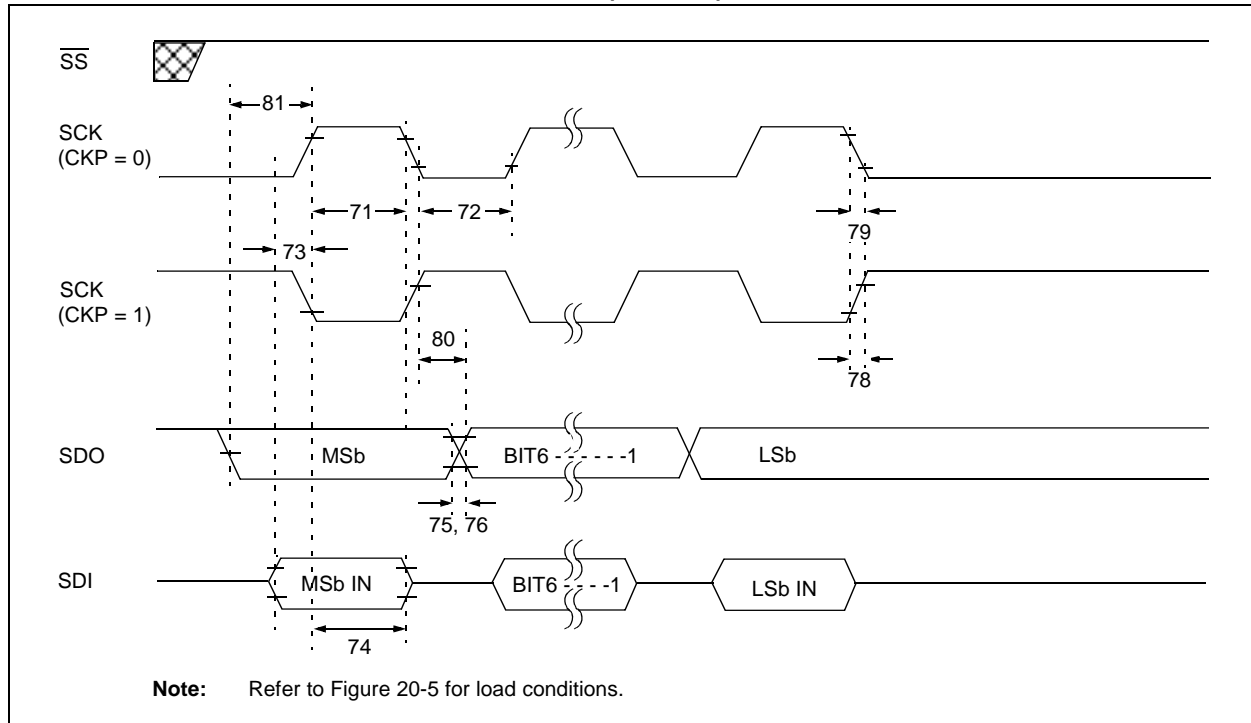 SS
81
SCK
(CKP = 0)
71
72
73
79
SCK
(CKP = 1)
80
78
SDO
MSb
BIT6 - - - - - -1
LSb
75, 76
SDI
MSb IN
BIT6 - - - -1
LSb IN
74
Note: Refer to Figure 20-5 for load conditions.